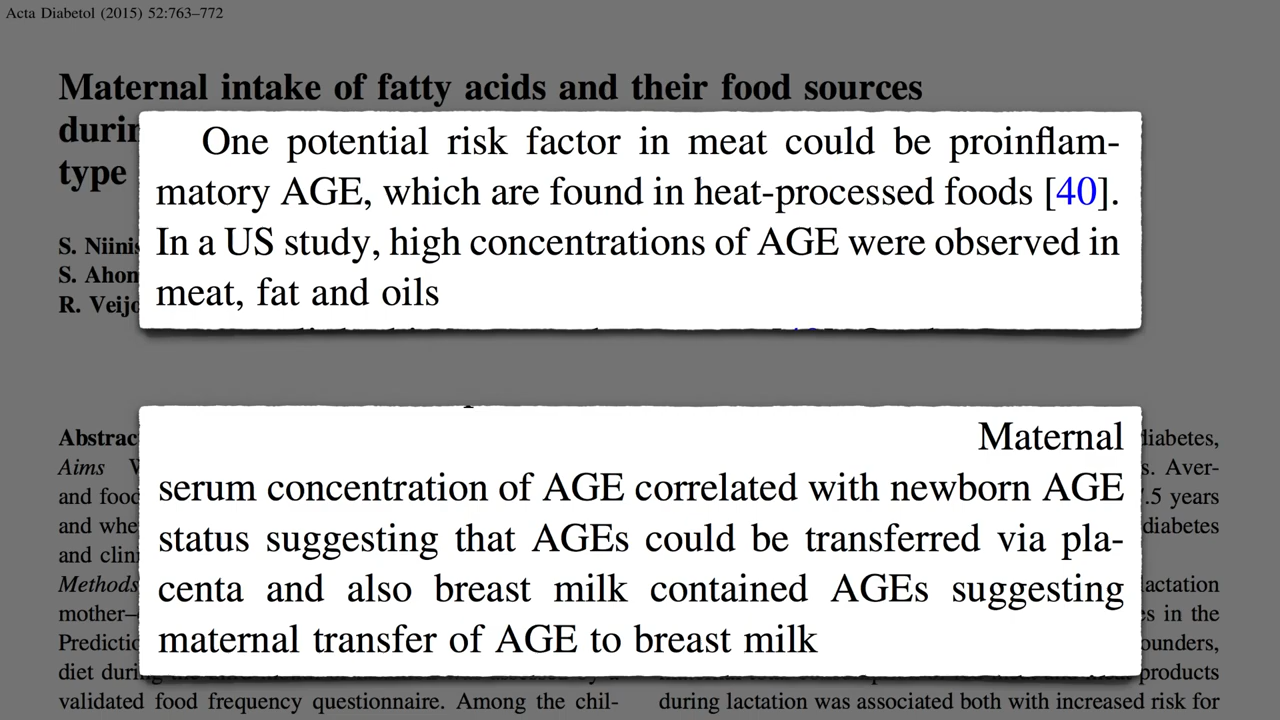 Acta Diabetol (2015) 52:763–772
Maternal intake of fatty acids and their food sources
type
S. Niinis
S. Ahon
One potential risk factor in meat could be proinflam-
matory AGE, which are found in heat-processed foods [40].
In a US study, high concentrations of AGE were observed in
meat, fat and oils
Maternal
serum concentration of AGE correlated with newborn AGE
status suggesting that AGEs could be transferred via pla-
centa and also breast milk contained AGEs suggesting
maternal transfer of AGE to breast milk
Aims
and food
and whe
and clin
Methods
mother–
Predictio
diet duri
validated food frequency questionnaire. Among the chil-
diabetes,
s. Aver-
.5 years
diabetes
lactation
es in the
ounders,
products
during lactation was associated both with increased risk for